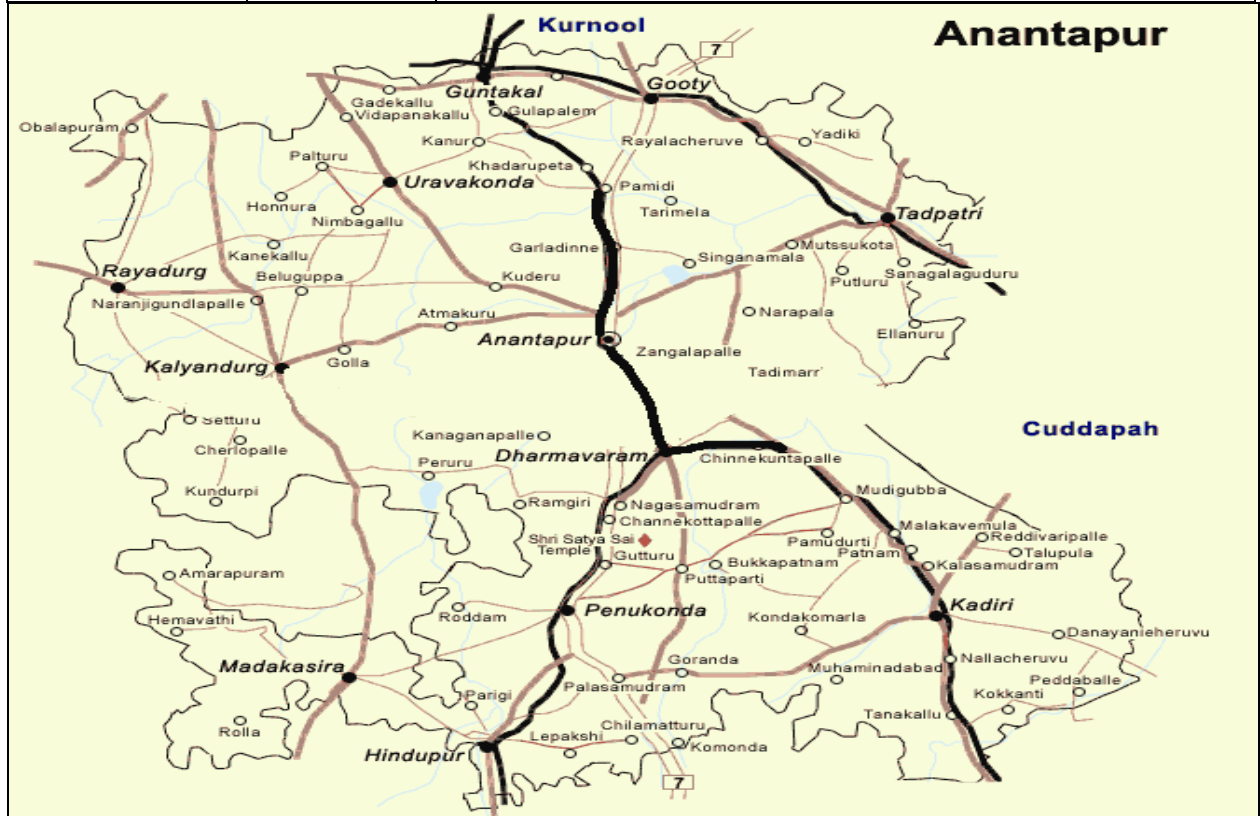 Kurnool
Anantapur
7
Guntakal
Gooty
Gadekallu
Vidapanakallu
Gulapalem
Obalapuram
Kanur
Rayalacheruve
Yadiki
Palturu
Khadarupeta
Uravakonda
Pamidi
Honnura
Nimbagallu
Tarimela
Tadpatri
Kanekallu
Garladinne
Mutssukota
Singanamala
Rayadurg
Beluguppa
Kuderu
Putluru
Sanagalaguduru
Naranjigundlapalle
Atmakuru
Narapala
Ellanuru
Anantapur
Zangalapalle
Kalyandurg
Golla
Tadimarr
Setturu
Cherlopalle
Kanaganapalle
Cuddapah
Dharmavaram
Chinnekuntapalle
Peruru
Kundurpi
Ramgiri
Nagasamudram
Mudigubba
Channekottapalle
Malakavemula
Shri Satya Sai
Temple
Pamudurti
Reddivaripalle
Patnam
Talupula
Gutturu
Bukkapatnam
Kalasamudram
Amarapuram
Puttaparti
Penukonda
Kadiri
Hemavathi
Roddam
Kondakomarla
Danayanieheruvu
Madakasira
Goranda
Muhaminadabad
Nallacheruvu
Palasamudram
Peddaballe
Parigi
Kokkanti
Rolla
Chilamatturu
Tanakallu
Hindupur
Lepakshi
Komonda
7